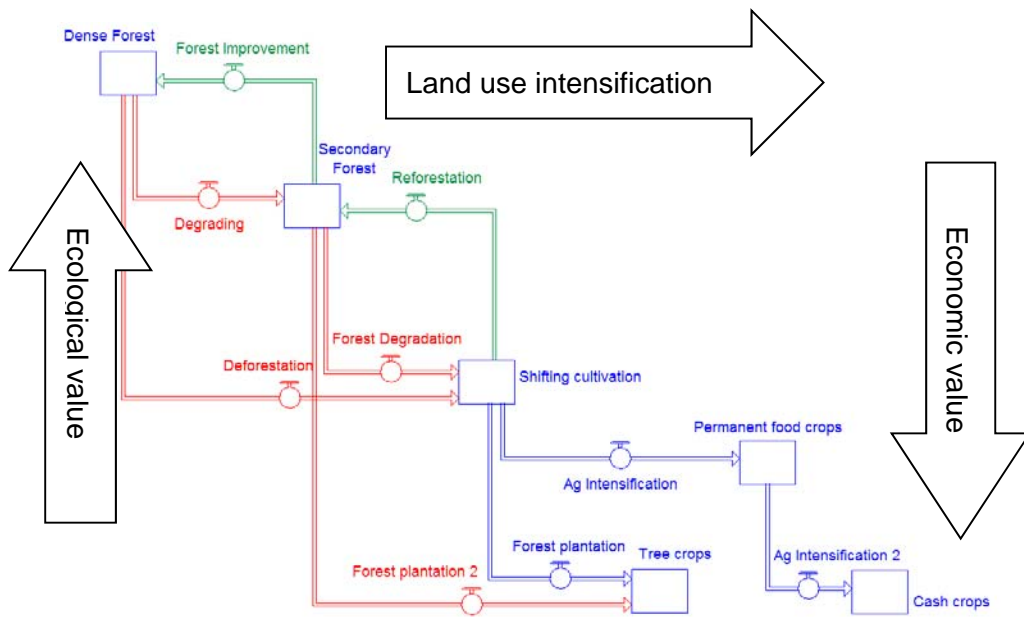 Dense Forest
Forest Improvement
Land use intensification
Secondary
Forest
Reforestation
Degrading
Ecological value
Economic value
Forest Degradation
Deforestation
Shifting cultivation
Permanent food crops
Ag Intensification
Forest plantation
Tree crops
Ag Intensification 2
Forest plantation 2
Cash crops